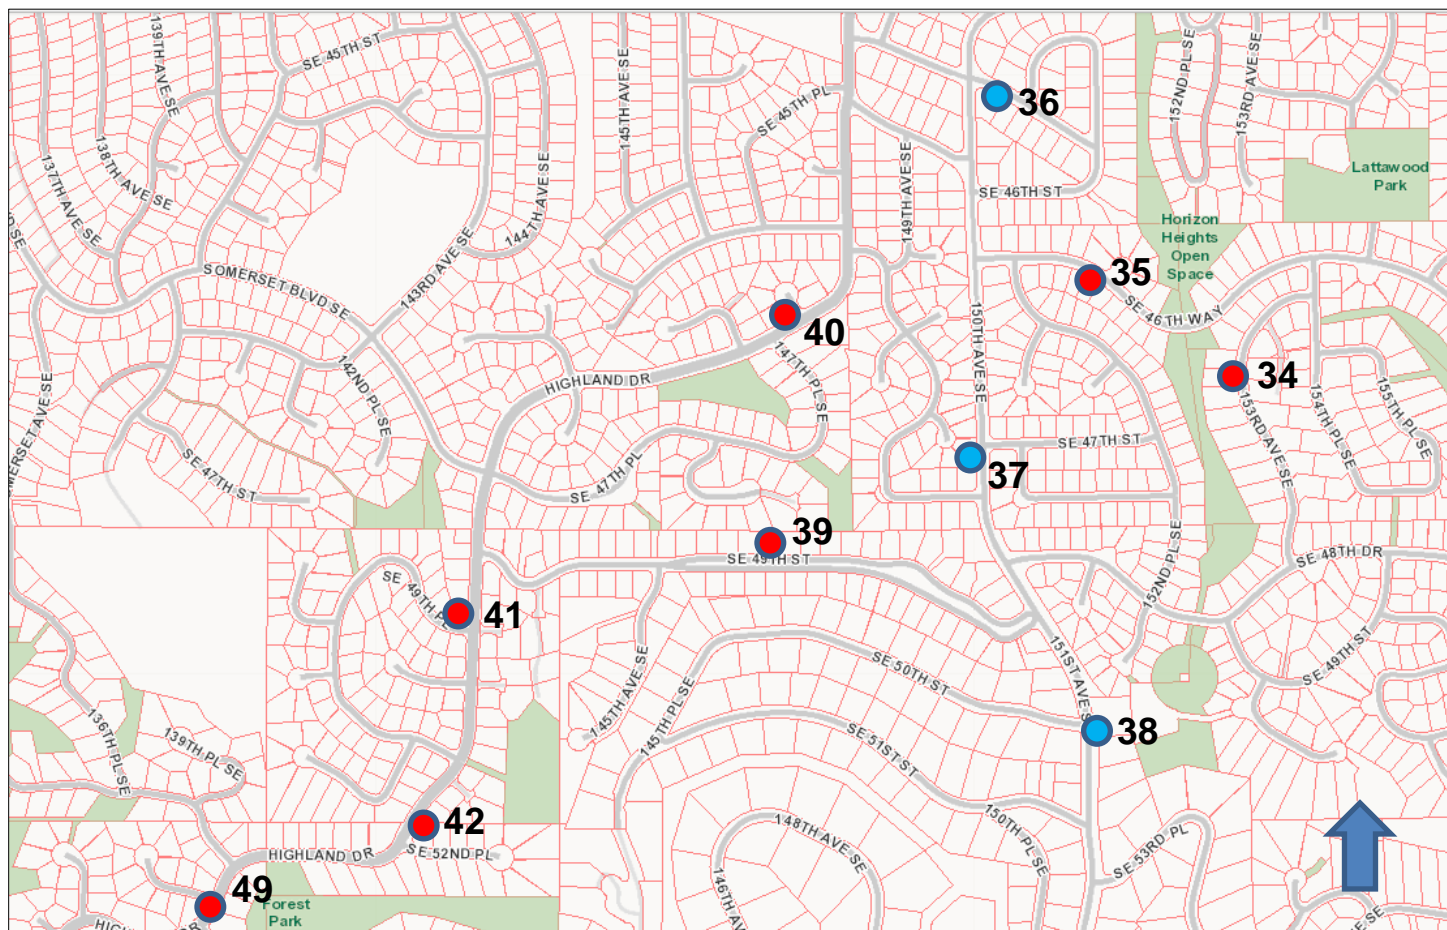 139TH AVE SE
SE 45TH ST
145TH AVE SE
SE 45TH PL
36
152ND PL SE
153RD AVE SE
Lattawood
Park
138TH AVE SE
137TH AVE SE
144TH AVE SE
149TH AVE SE
SE 46TH ST
Horizon
Heights
Open
Space
143RD AVE SE
SOMERSET BLVD SE
35
SE 46TH WAY
40
150TH AVE SE
147TH PL SE
34
142ND PL SE
HIGHLAND DR
153RD AVE SE
154TH PL SE
155TH PL SE
SE 47TH ST
SE 47TH ST
37
SE 47TH PL
39
SE 49TH ST
152ND PL SE
SE 48TH DR
SE 49TH PL
41
151ST AVE S
SE 49TH ST
145TH AVE SE
145TH PL SE
SE 50TH ST
136TH PL SE
139TH PL SE
SE 51ST ST
38
42
HIGHLAND DR
SE 52ND PL
148TH AVE SE
150TH PL SE
SE 53RD PL
49
Forest
Park
146TH AV